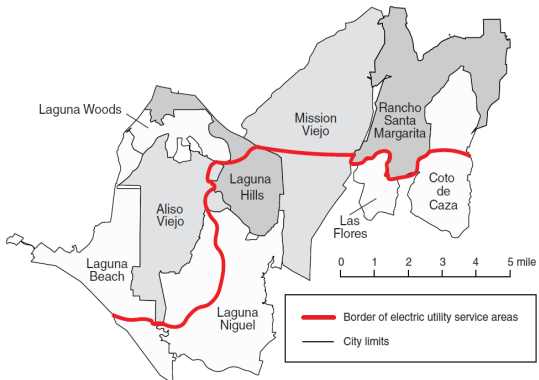 Laguna Woods
Mission
Viejo
Rancho
Santa
Margarita
Laguna
Hills
Coto
de
Caza
Aliso
Viejo
Las
Flores
Laguna
Beach
Laguna
Niguel
0 1 2 3 4 5 mile
Border of electric utility service areas
City limits